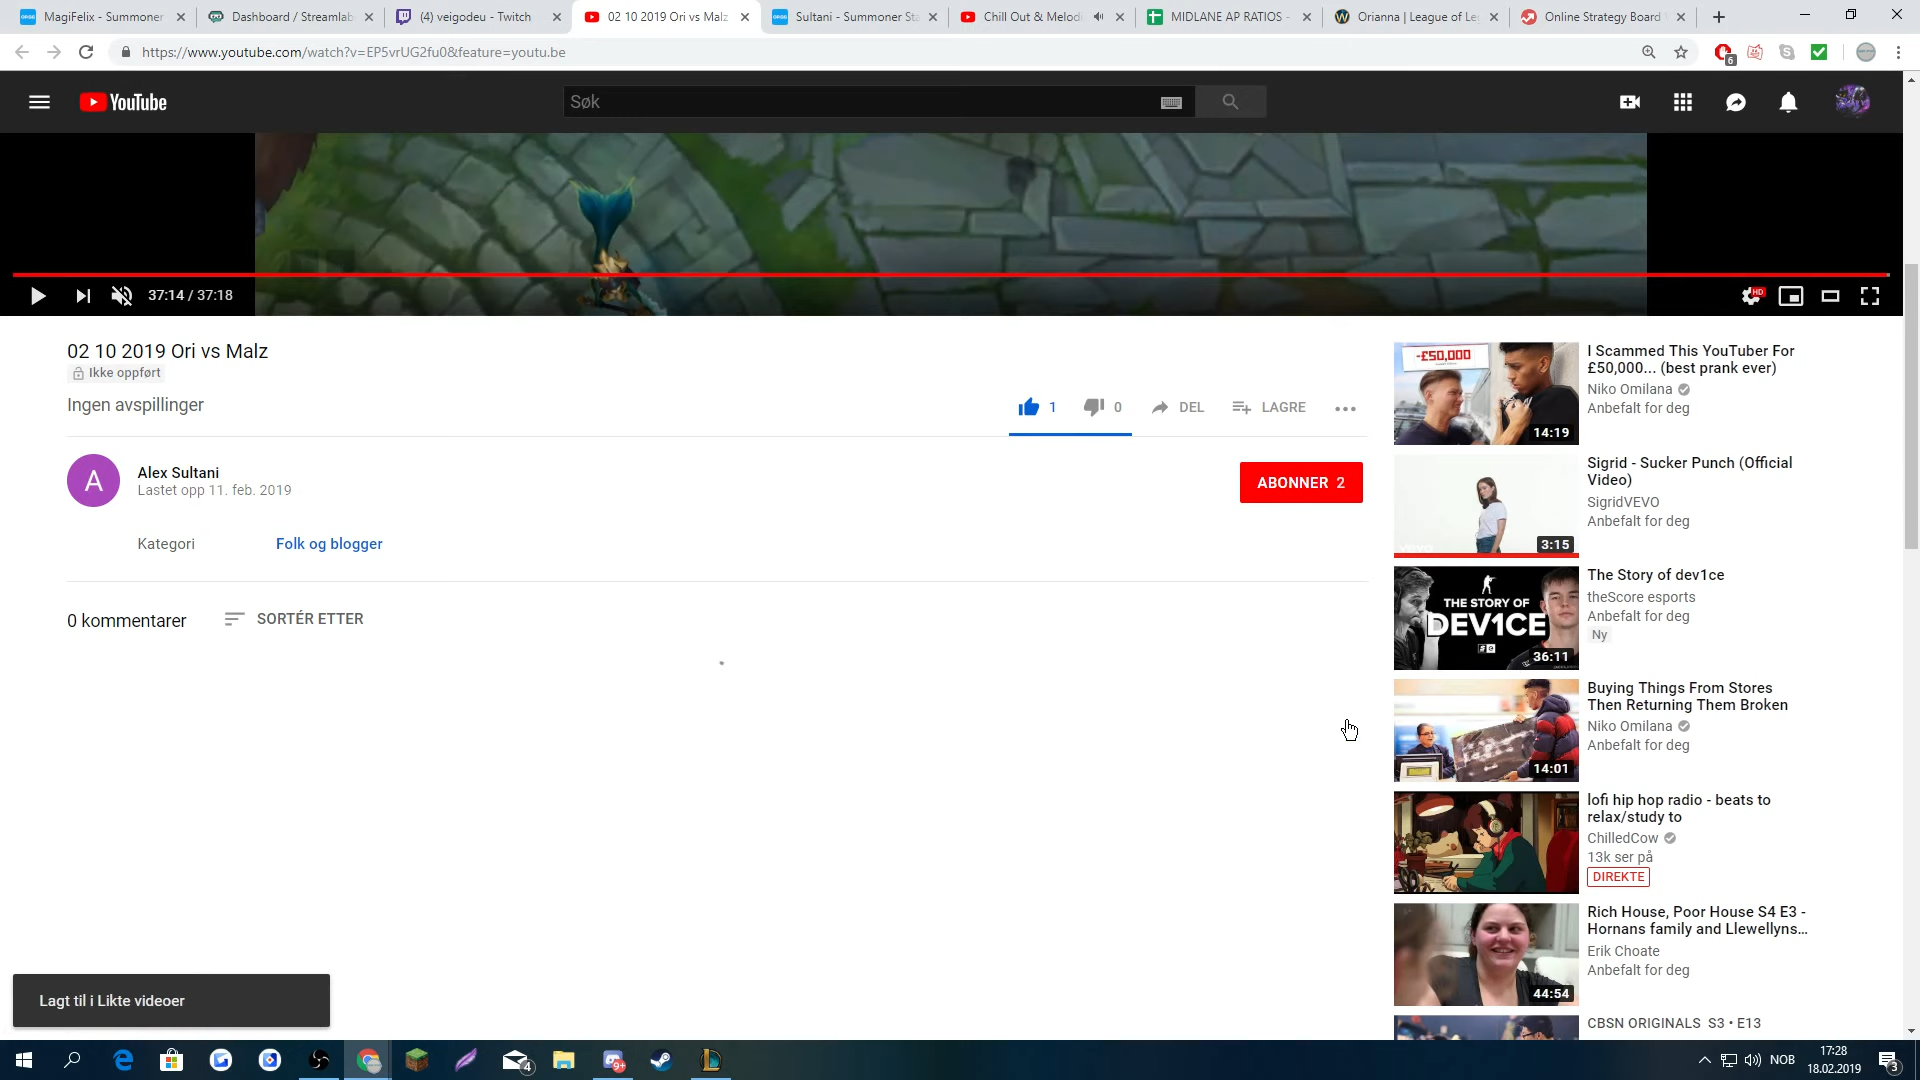 MagiFelix - Summoner
Dashboard / Streamlab
(4) veigodeu - Twitch
02 10 2019 Ori vs Malz
Sultani - Summoner Sta
Chill Out & Melodi
MIDLANE AP RATIOS -
Orianna | League of Le
Online Strategy Board
https://www.youtube.com/watch?v=EP5vrUG2fu0&feature=youtu.be
6
YouTube
Søk
37:14 / 37:18
HD
02 10 2019 Ori vs Malz
Ikke oppført
Ingen avspillinger
1
0
DEL
LAGRE
A
Alex Sultani
Lastet opp 11. feb. 2019
ABONNER 2
Kategori
Folk og blogger
0 kommentarer
SORTÉR ETTER
-£50,000
14:19
I Scammed This YouTuber For
£50,000... (best prank ever)
Niko Omilana
Anbefalt for deg
3:15
Sigrid - Sucker Punch (Official
Video)
SigridVEVO
Anbefalt for deg
THE STORY OF
DEV1CE
36:11
The Story of dev1ce
theScore esports
Anbefalt for deg
Ny
14:01
Buying Things From Stores
Then Returning Them Broken
Niko Omilana
Anbefalt for deg
lofi hip hop radio - beats to
relax/study to
ChilledCow
13k ser på
DIREKTE
44:54
Rich House, Poor House S4 E3 -
Hornans family and Llewellyns...
Erik Choate
Anbefalt for deg
CBSN ORIGINALS S3 • E13
Lagt til i Likte videoer
4
9+
NOB
17:28
18.02.2019
3